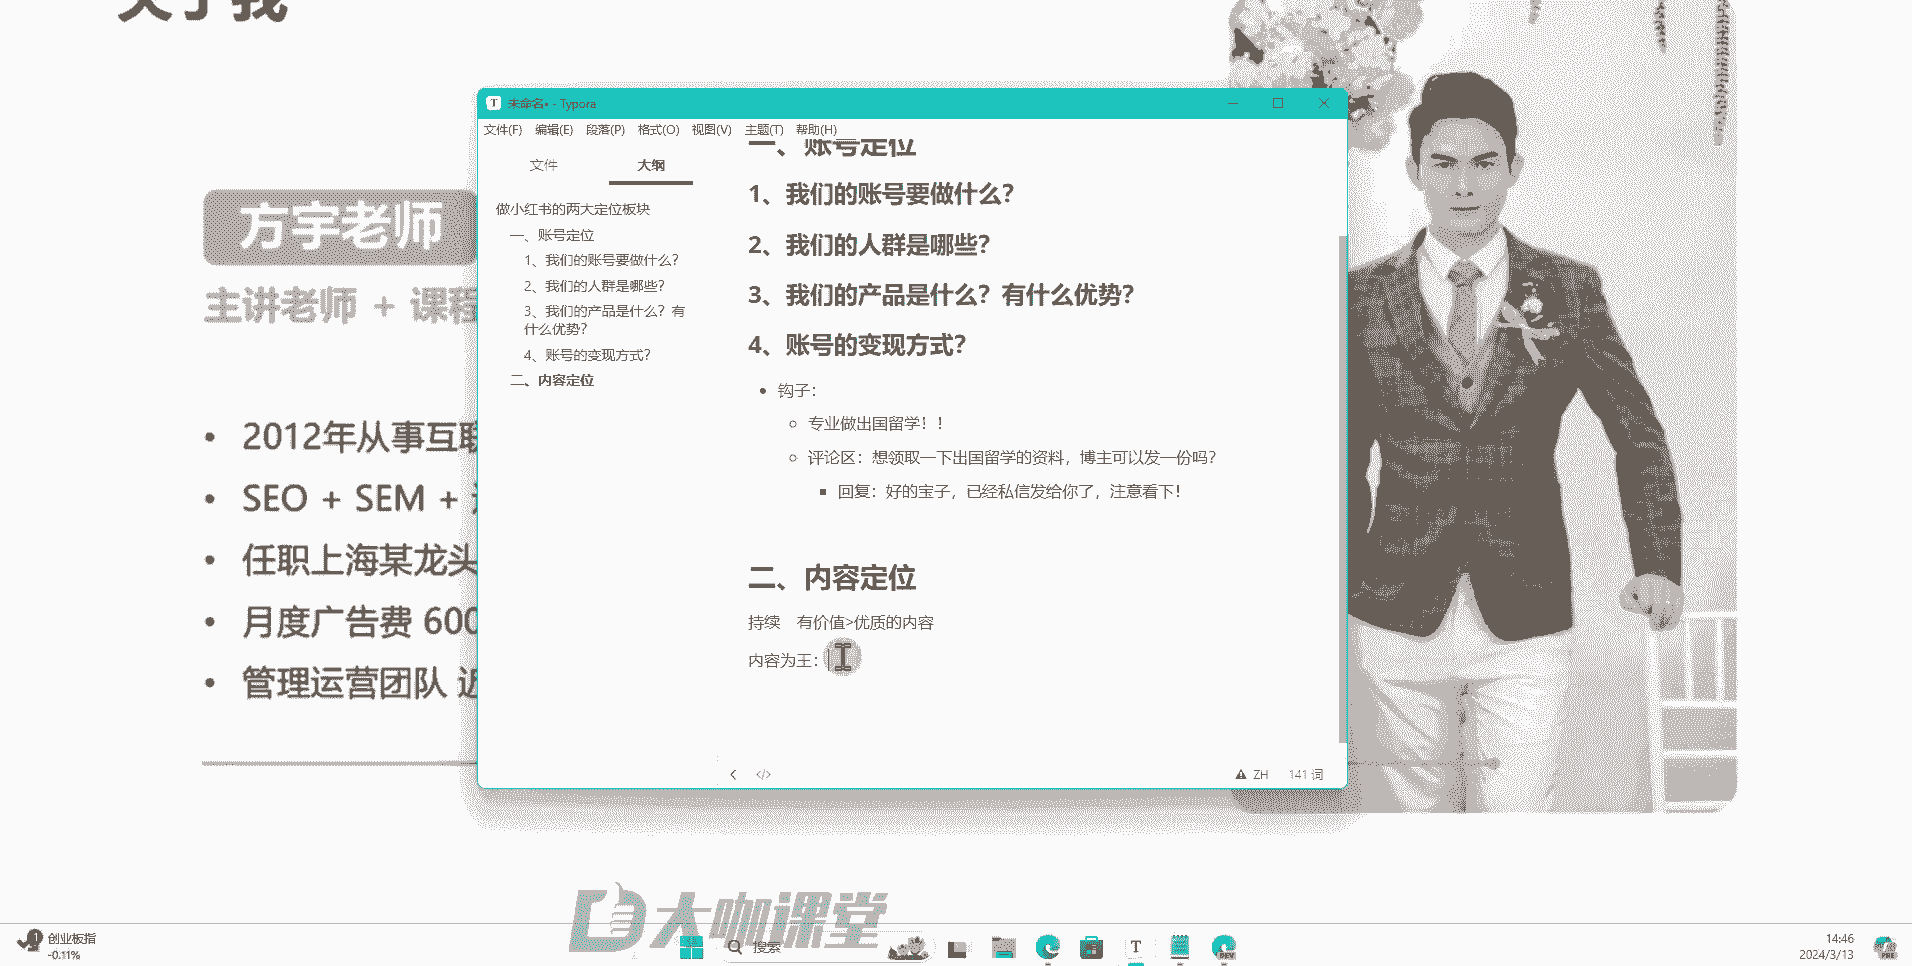 关于我
方宇老师
主讲老师 + 课程
2012年从事互联
SEO + SEM +
任职上海某龙头
月度广告费 600
管理运营团队 近
未命名• - Typora
文件(F) 编辑(E) 段落(P) 格式(O) 视图(V) 主题(T) 帮助(H)
文件 大纲
做小红书的两大定位板块
一、账号定位
1、我们的账号要做什么?
2、我们的人群是哪些?
3、我们的产品是什么? 有
什么优势?
4、账号的变现方式?
二、内容定位
一、账号定位
1、我们的账号要做什么?
2、我们的人群是哪些?
3、我们的产品是什么? 有什么优势?
4、账号的变现方式?
钩子:
专业做出国留学! !
评论区: 想领取一下出国留学的资料, 博主可以发一份吗?
回复: 好的宝子, 已经私信发给你了, 注意看下!
二、内容定位
持续 有价值>优质的内容
内容为王:
</> ZH 141 词
大咖课堂
1 创业板指
-0.11%
搜索
T
DEV
14:46
2024/3/13
PRE